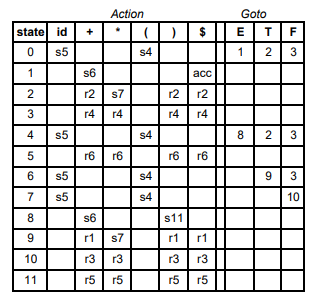 Action Goto
state id + * ( ) $ E T F
0 s5 s4 1 2 3
1 s6 acc
2 r2 s7 r2 r2
3 r4 r4 r4 r4
4 s5 s4 8 2 3
5 r6 r6 r6 r6
6 s5 s4 9 3
7 s5 s4 10
8 s6 s11
9 r1 s7 r1 r1
10 r3 r3 r3 r3
11 r5 r5 r5 r5